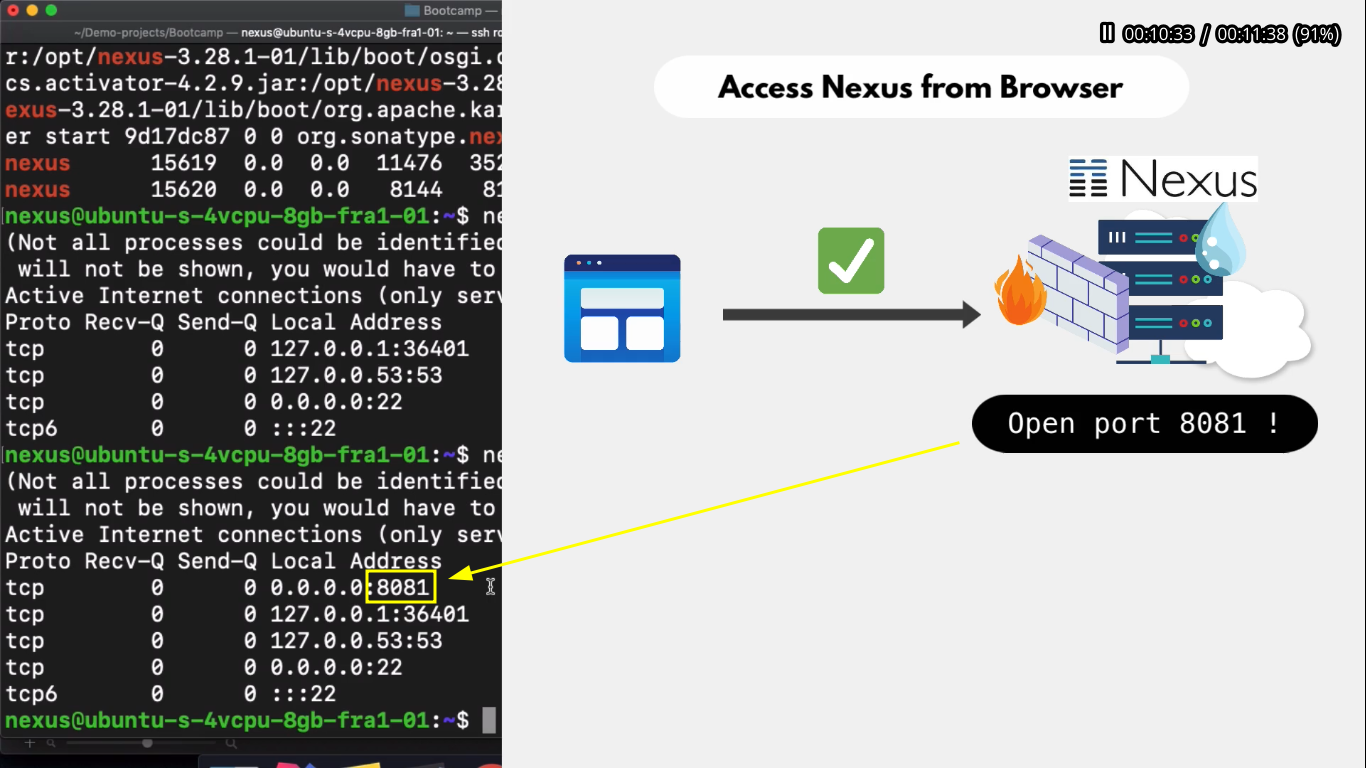 Bootcamp —
~/Demo-projects/Bootcamp — nexus@ubuntu-s-4vcpu-8gb-fra1-01: ~ — ssh ro
r:/opt/nexus-3.28.1-01/lib/boot/osgi.c
cs.activator-4.2.9.jar:/opt/nexus-3.28
exus-3.28.1-01/lib/boot/org.apache.kar
er start 9d17dc87 0 0 org.sonatype.nex
nexus 15619 0.0 0.0 11476 352
nexus 15620 0.0 0.0 8144 81
nexus@ubuntu-s-4vcpu-8gb-fra1-01:~$ ne
(Not all processes could be identified
will not be shown, you would have to
Active Internet connections (only serv
Proto Recv-Q Send-Q Local Address
tcp 0 0 127.0.0.1:36401
tcp 0 0 127.0.0.53:53
tcp 0 0 0.0.0.0:22
tcp6 0 0 :::22
nexus@ubuntu-s-4vcpu-8gb-fra1-01:~$ ne
(Not all processes could be identified
will not be shown, you would have to
Active Internet connections (only serv
Proto Recv-Q Send-Q Local Address
tcp 0 0 0.0.0.0:8081
tcp 0 0 127.0.0.1:36401
tcp 0 0 127.0.0.53:53
tcp 0 0 0.0.0.0:22
tcp6 0 0 :::22
nexus@ubuntu-s-4vcpu-8gb-fra1-01:~$
00:10:33 / 00:11:38 (91%)
Access Nexus from Browser
Nexus
Open port 8081 !